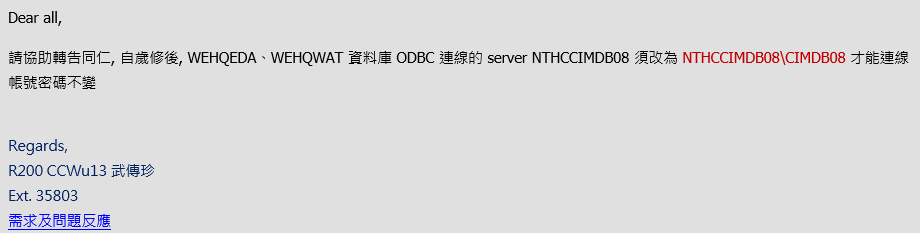 Dear all,
請協助轉告同仁, 自歲修後, WEHQEDA、WEHQWAT 資料庫 ODBC 連線的 server NTHCCIMDB08 須改為 NTHCCIMDB08\CIMDB08 才能連線
帳號密碼不變
Regards,
R200 CCWu13 武傳珍
Ext. 35803
需求及問題反應